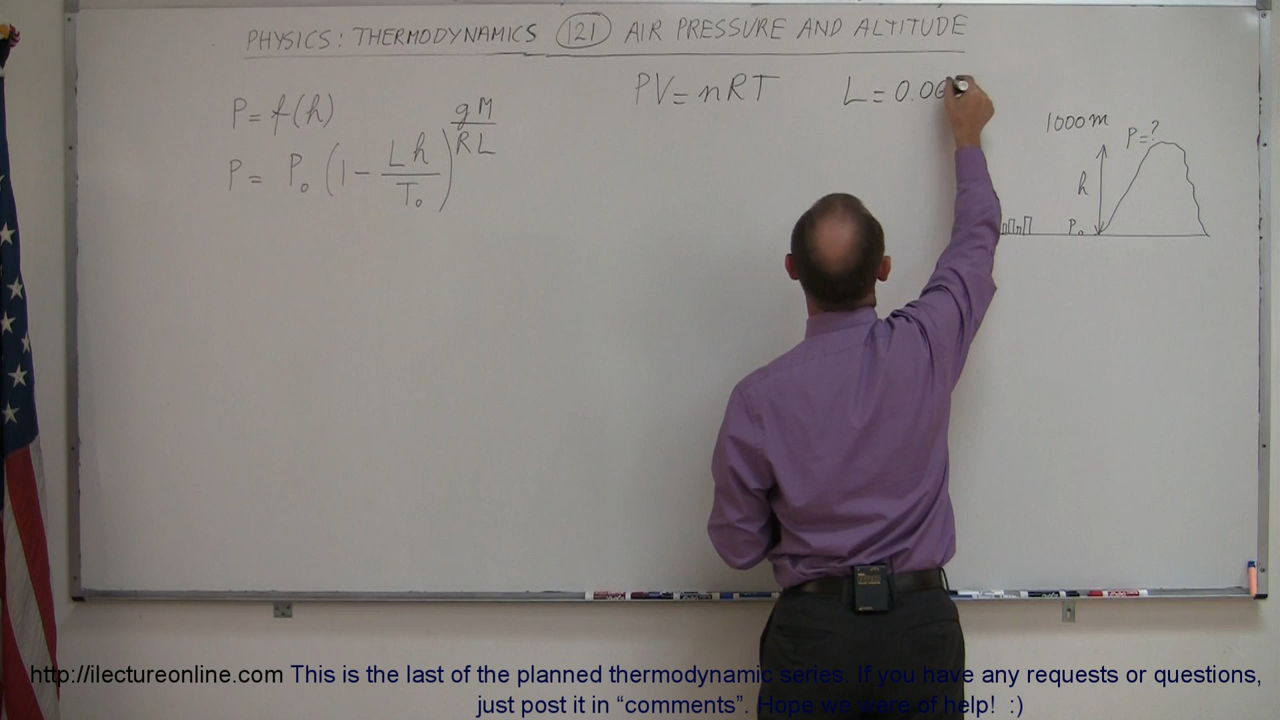 PHYSICS: THERMODYNAMICS 121 AIR PRESSURE AND ALTITUDE
P = f(h)
P = P₀ (1 - Lh/T₀)^(gM/RL)
PV = nRT
L = 0.00
1000 m
P = ?
h
P₀
http://ilectureonline.com This is the last of the planned thermodynamic series. If you have any requests or questions,
just post it in “comments”. Hope we were of help! :)